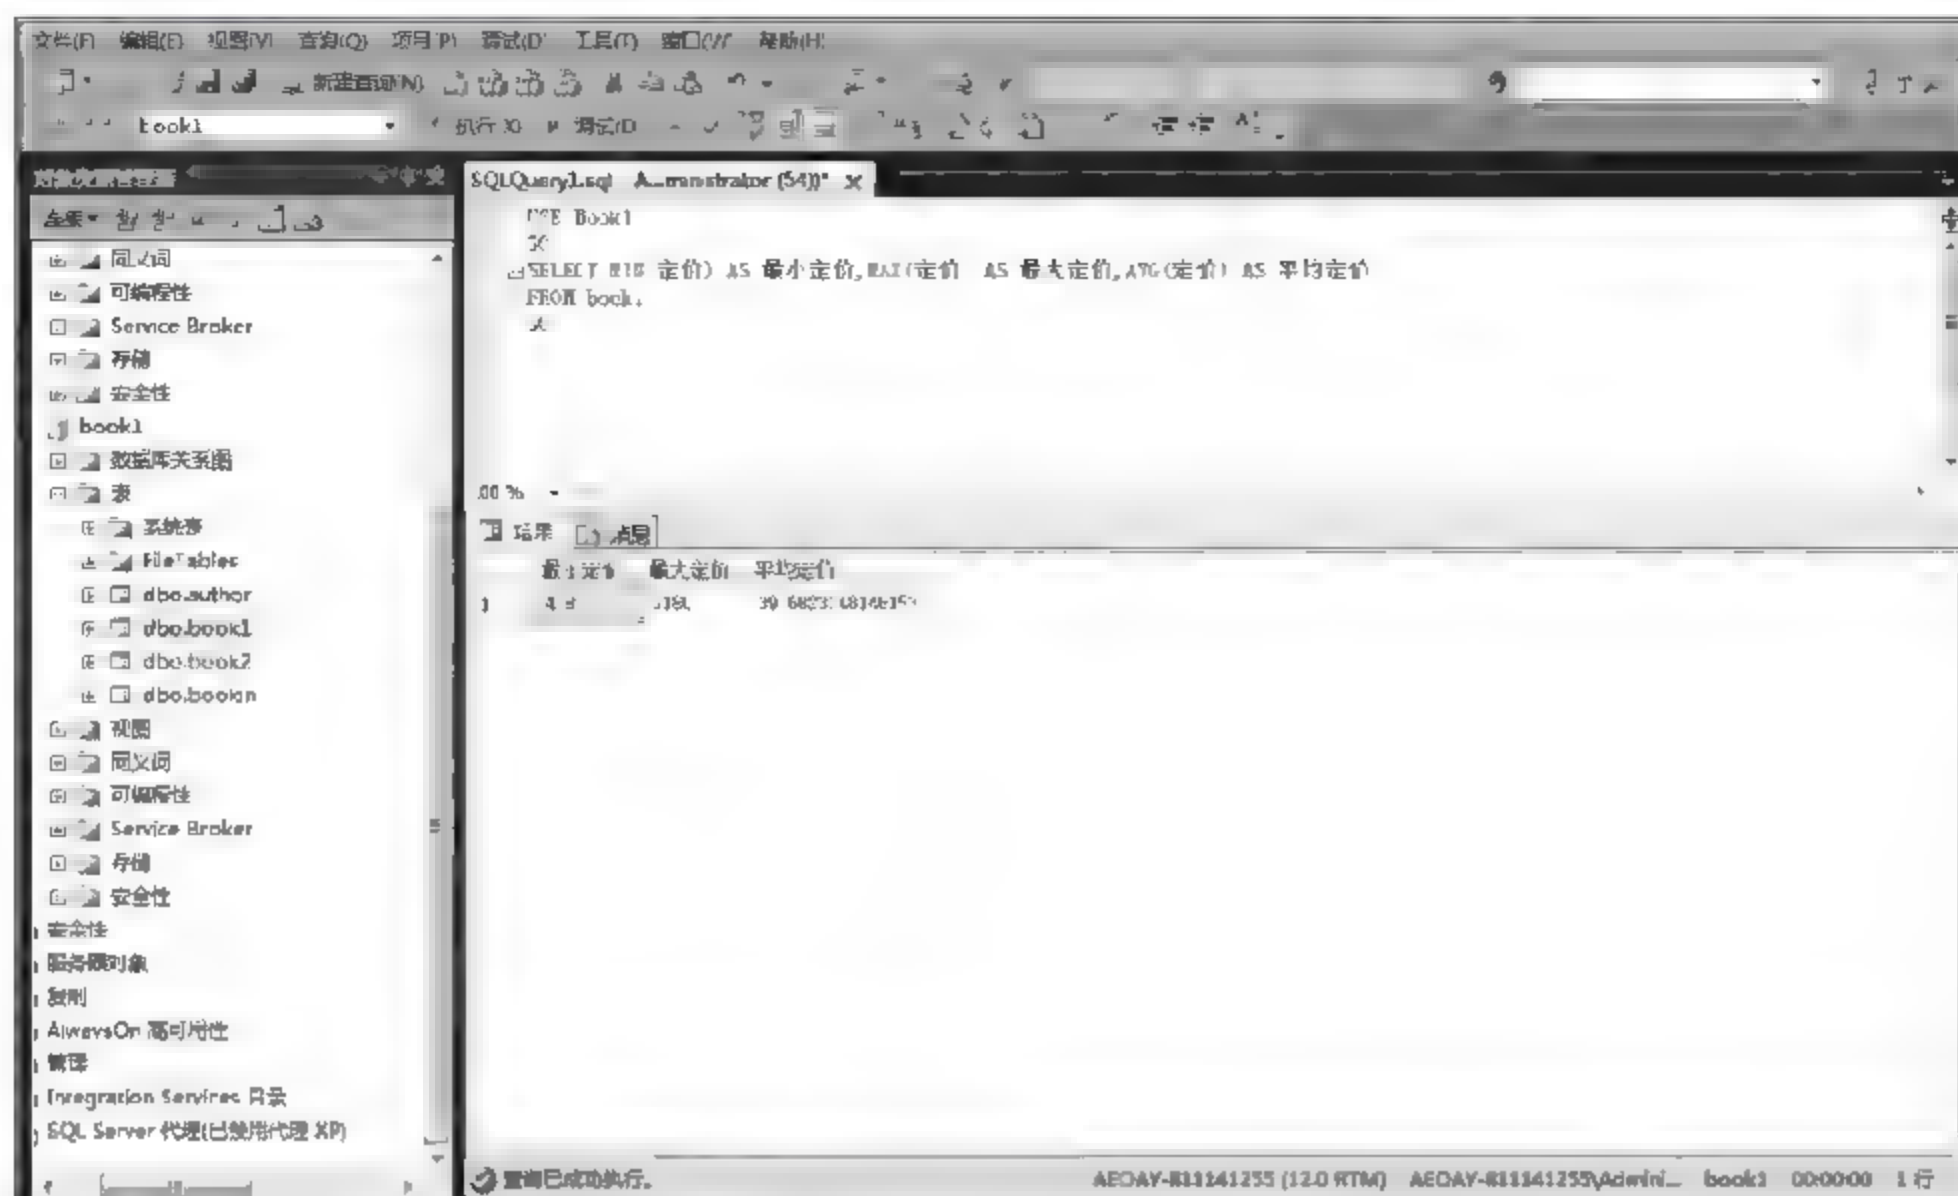 文件(F) 编辑(E) 视图(V) 查询(Q) 项目(P) 调试(D) 工具(T) 窗口(W) 帮助(H)
新建查询(N)
book1 执行(X) 调试(D)
SQLQuery1.sql
USE Book1
GO
SELECT MIN(定价) AS 最小定价,MAX(定价) AS 最大定价,AVG(定价) AS 平均定价
FROM
GO
100 %
结果 消息
最小定价 最大定价 平均定价
1
连接
同义词
可编程性
Service Broker
存储
安全性
book1
数据库关系图
表
系统表
FileTables
dbo.author
dbo.book1
dbo.book2
视图
同义词
可编程性
Service Broker
存储
安全性
安全性
服务器对象
复制
AlwaysOn 高可用性
管理
Integration Services 目录
SQL Server 代理(已禁用代理 XP)
查询已成功执行。 (12.0 RTM) book1 00:00:00 1 行